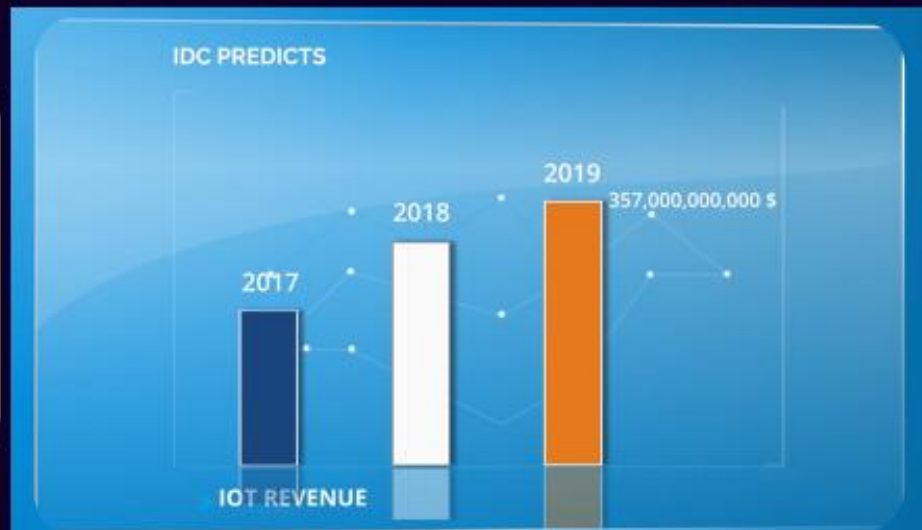 IDC PREDICTS
2019
357,000,000,000 $
2018
2017
IOT REVENUE